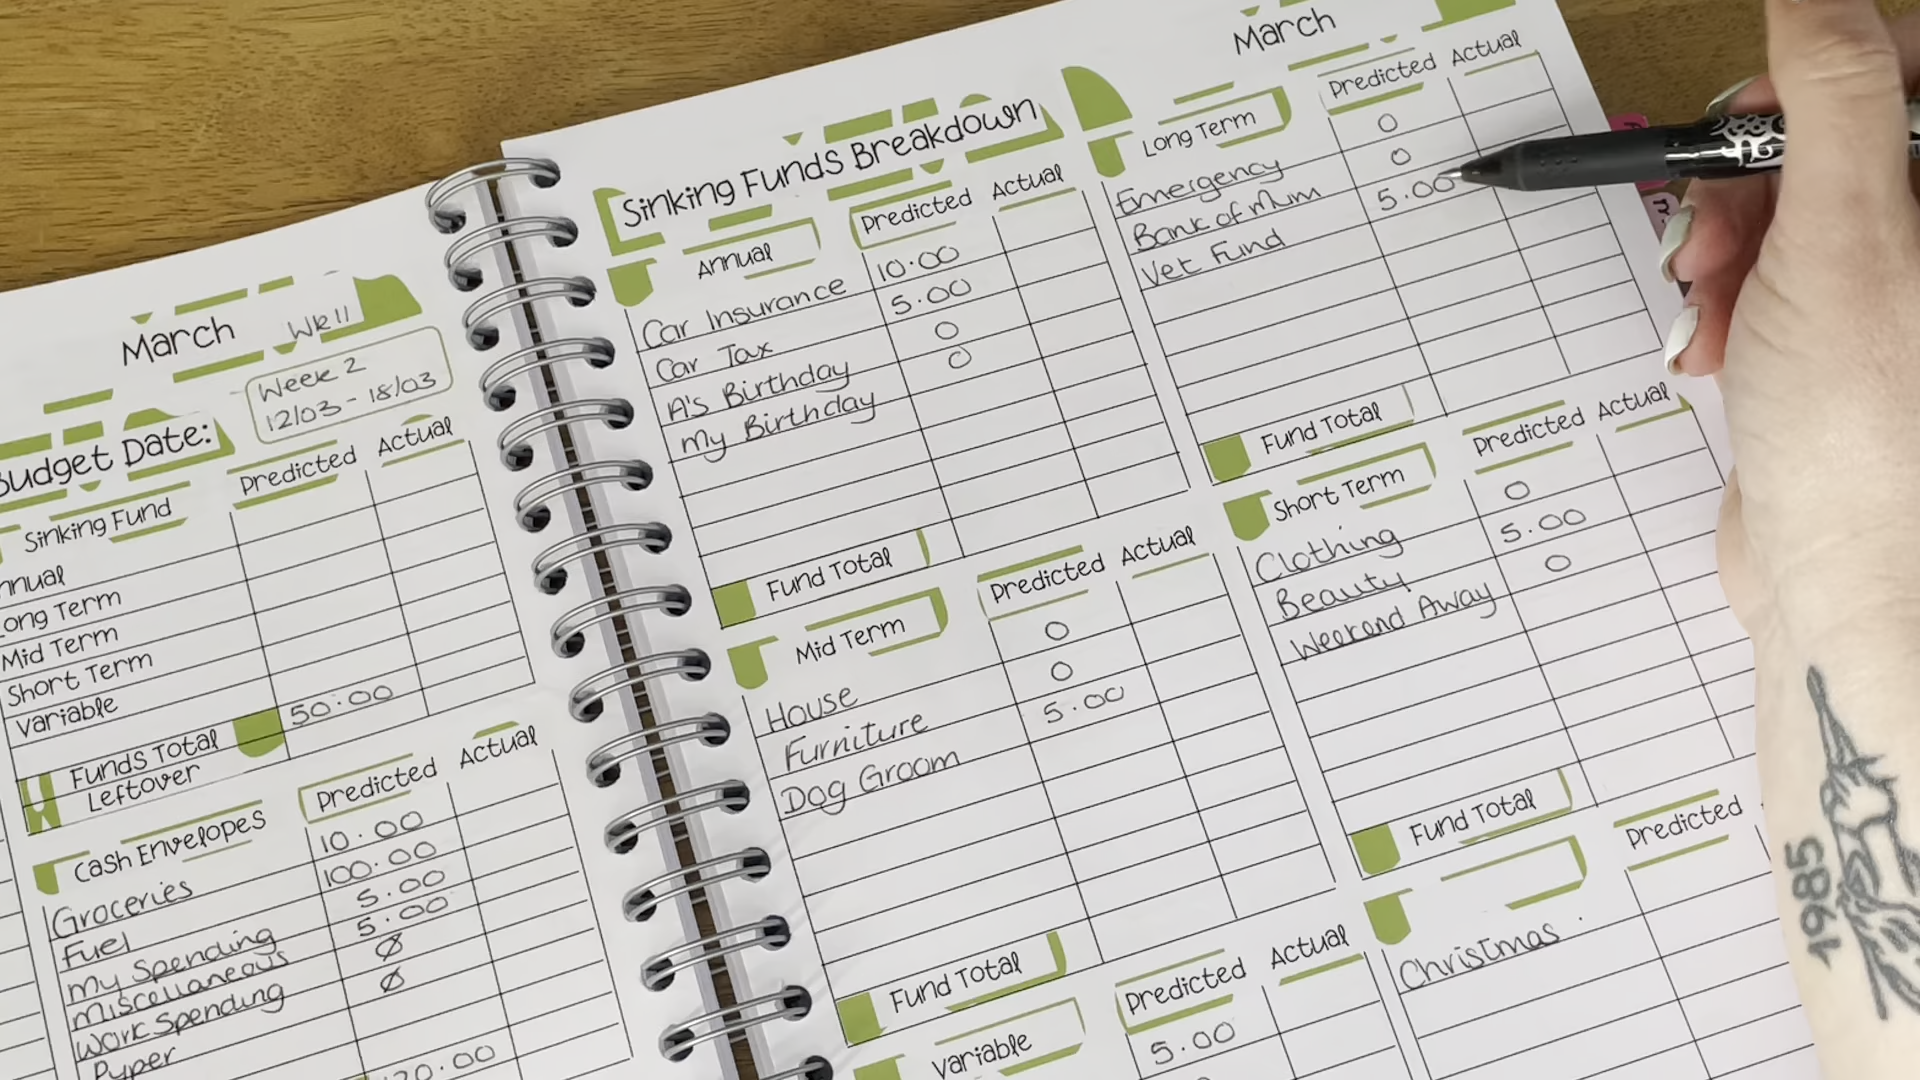 March WK 11
Week 2
12/03 - 18/03
Budget Date:
Sinking Fund Predicted Actual
Annual
Long Term
Mid Term
Short Term
Variable
Funds Total 50.00
Leftover
Cash Envelopes Predicted Actual
Groceries 10.00
Fuel 100.00
My Spending 5.00
Miscellaneous 5.00
Work Spending Ø
Pyper Ø
March
Sinking Funds Breakdown
Annual Predicted Actual
Car Insurance 10.00
Car Tax 5.00
A's Birthday 0
My Birthday 0
Fund Total
Mid Term Predicted Actual
House 0
Furniture 0
Dog Groom 5.00
Fund Total
Variable Predicted Actual
5.00
Long Term Predicted Actual
Emergency 0
Bank of Mum 0
Vet Fund 5.00
Fund Total
Short Term Predicted Actual
Clothing 0
Beauty 5.00
Weekend Away 0
Fund Total
Predicted
Christmas
1985